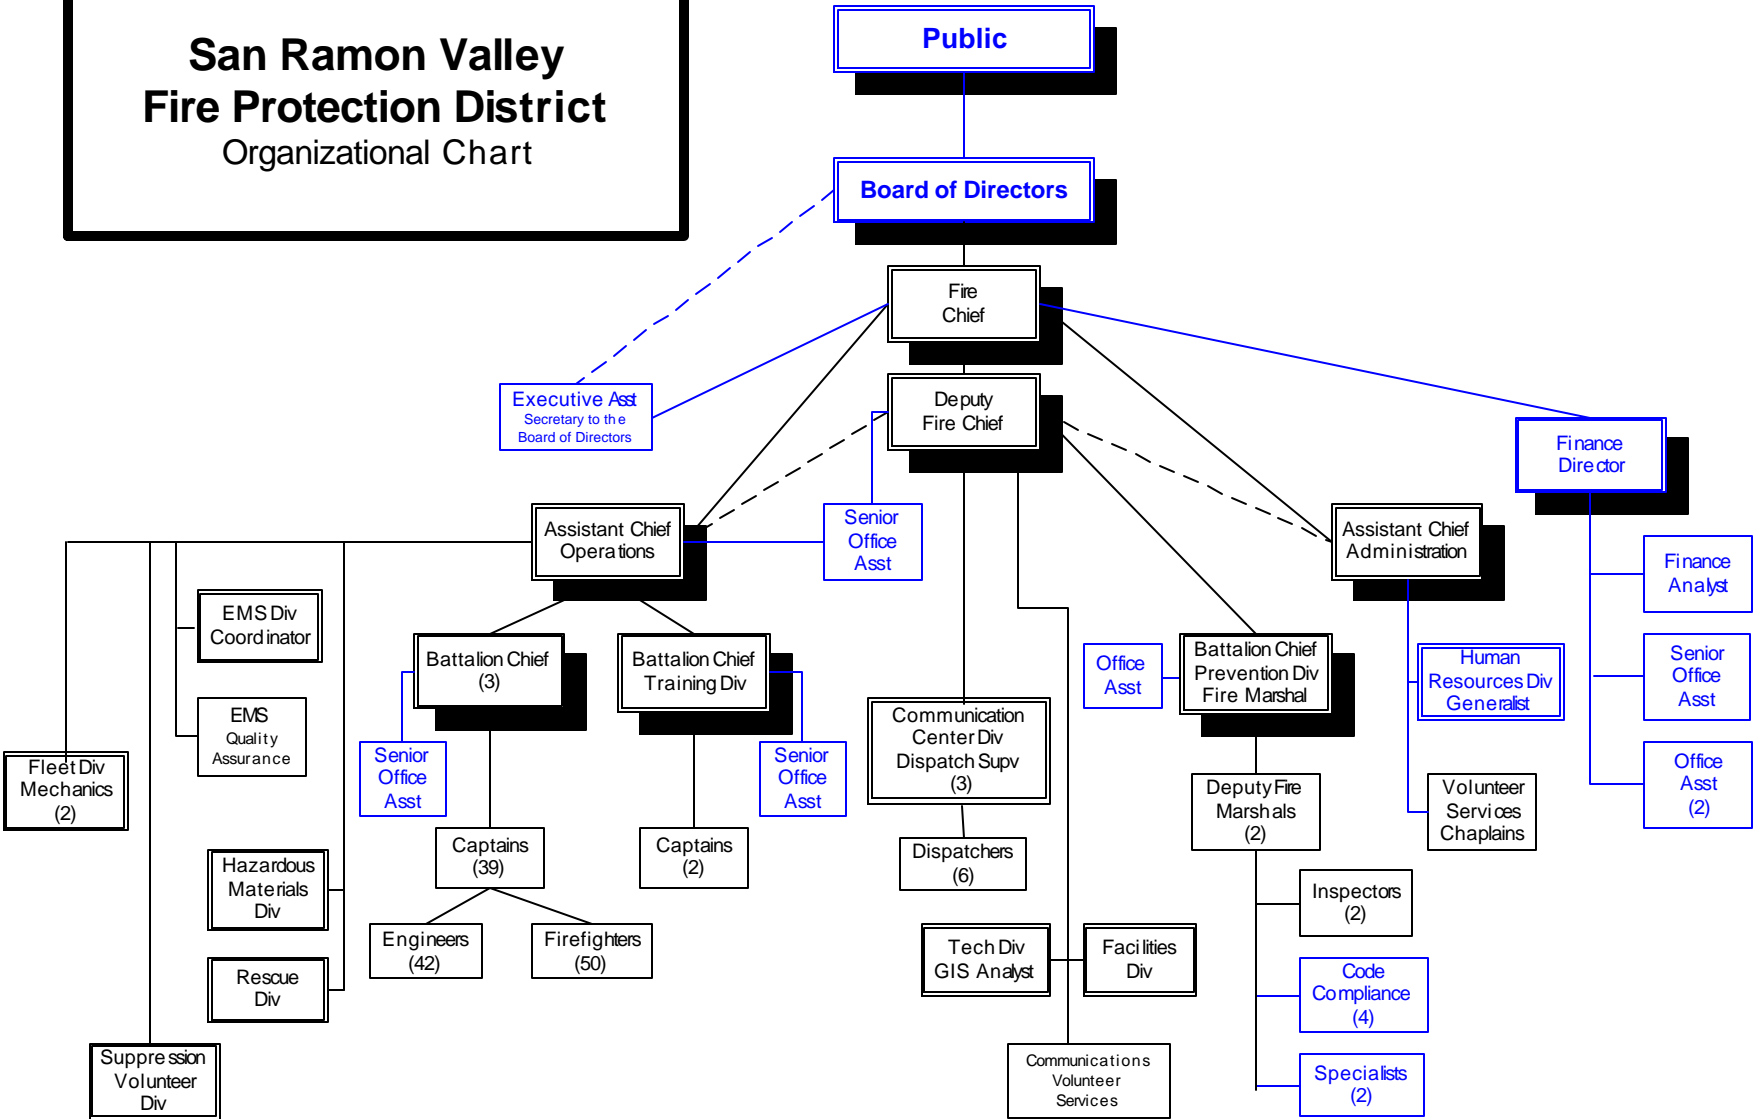 San Ramon Valley
Fire Protection District
Organizational Chart
Public
Board of Directors
Fire
Chief
Executive Asst
Secretary to the
Board of Directors
Deputy
Fire Chief
Finance
Director
Assistant Chief
Operations
Senior
Office
Asst
Assistant Chief
Administration
Finance
Analyst
EMS Div
Coordinator
Battalion Chief
(3)
Battalion Chief
Training Div
Office
Asst
Battalion Chief
Prevention Div
Fire Marshal
Human
Resources Div
Generalist
Senior
Office
Asst
EMS
Quality
Assurance
Communication
Center Div
Dispatch Supv
(3)
Fleet Div
Mechanics
(2)
Senior
Office
Asst
Senior
Office
Asst
Deputy Fire
Marshals
(2)
Volunteer
Services
Chaplains
Office
Asst
(2)
Captains
(39)
Captains
(2)
Dispatchers
(6)
Hazardous
Materials
Div
Inspectors
(2)
Engineers
(42)
Firefighters
(50)
Tech Div
GIS Analyst
Facilities
Div
Rescue
Div
Code
Compliance
(4)
Suppression
Volunteer
Div
Communications
Volunteer
Services
Specialists
(2)